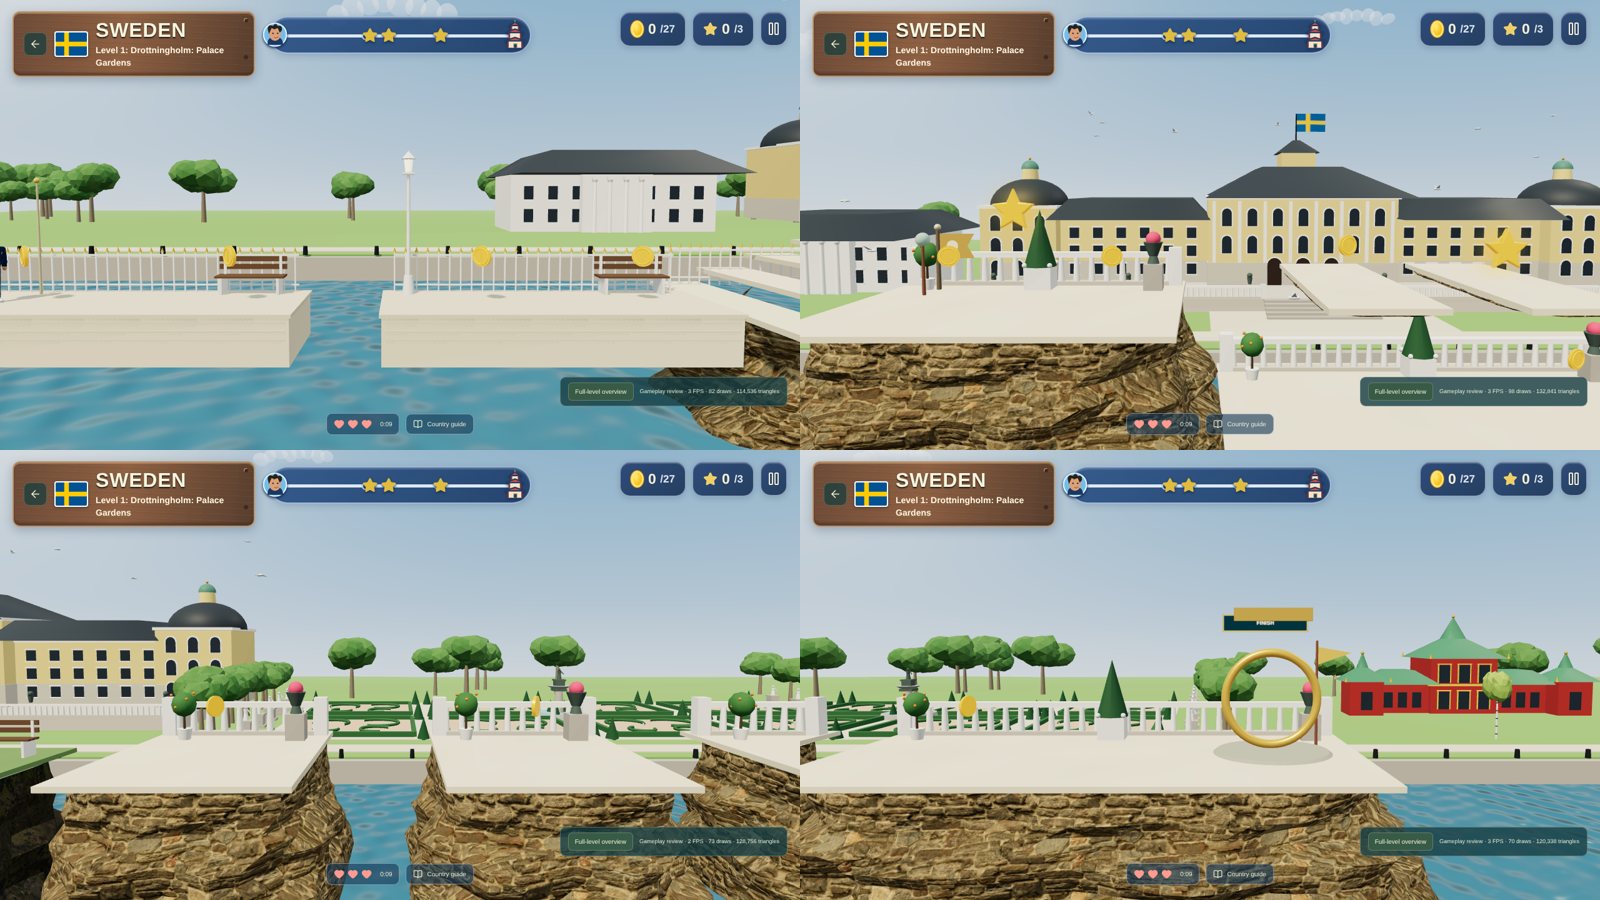 SWEDEN
Level 1: Drottningholm: Palace
Gardens
0 /27
0 /3
Full-level overview
Gameplay review · 3 FPS · 82 draws · 114,536 triangles
0:09
Country guide
SWEDEN
Level 1: Drottningholm: Palace
Gardens
0 /27
0 /3
Full-level overview
Gameplay review · 3 FPS · 98 draws · 132,841 triangles
0:09
Country guide
SWEDEN
Level 1: Drottningholm: Palace
Gardens
0 /27
0 /3
Full-level overview
Gameplay review · 2 FPS · 73 draws · 128,756 triangles
0:09
Country guide
SWEDEN
Level 1: Drottningholm: Palace
Gardens
0 /27
0 /3
FINISH
Full-level overview
Gameplay review · 3 FPS · 70 draws · 120,338 triangles
0:09
Country guide